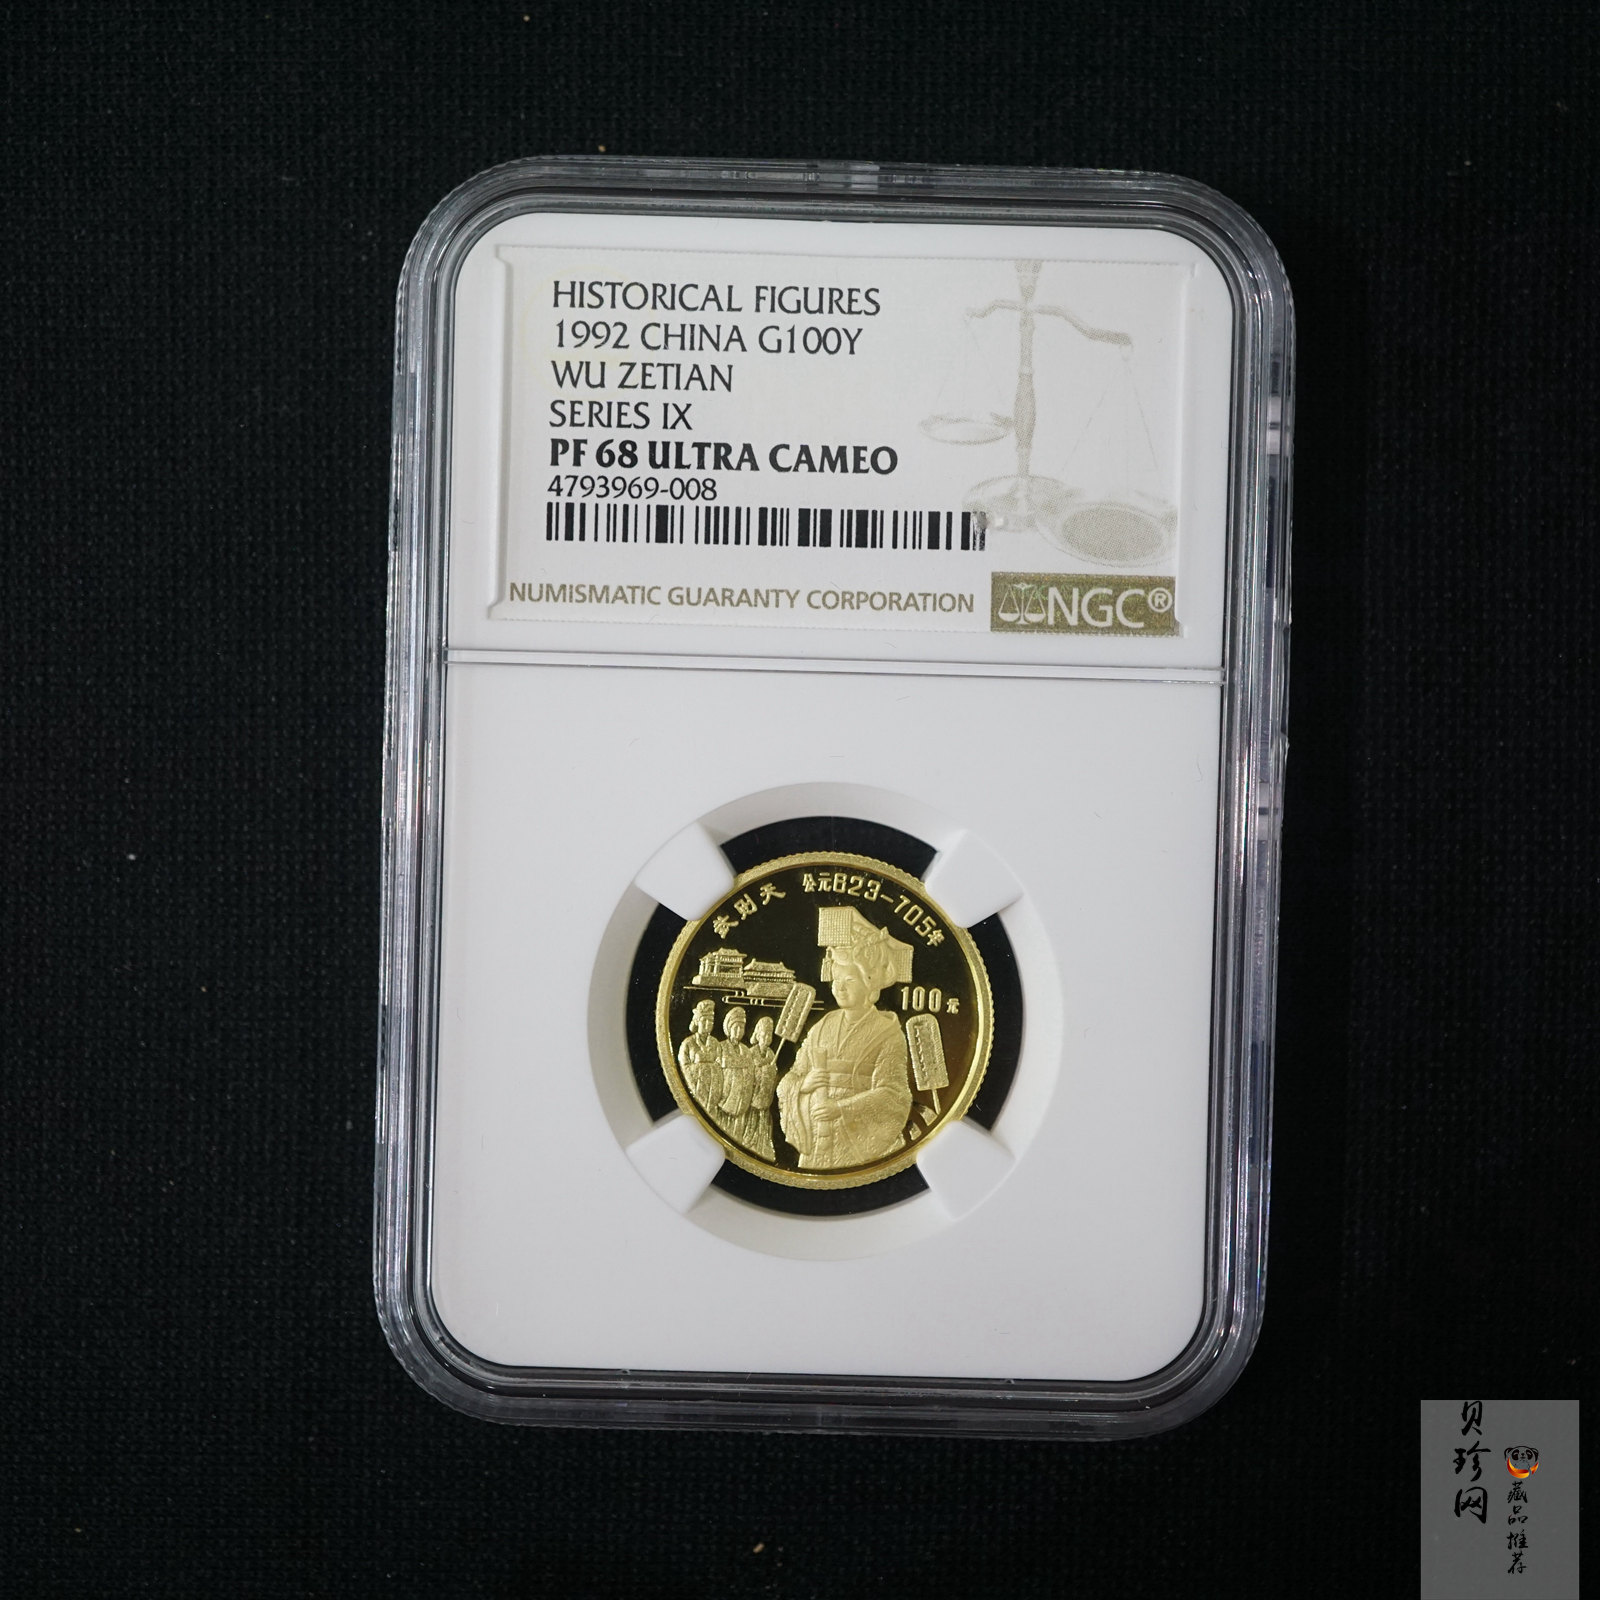 HISTORICAL FIGURES
1992 CHINA G100Y
WU ZETIAN
SERIES IX
PF 68 ULTRA CAMEO
4793969-008
NUMISMATIC GUARANTY CORPORATION
NGC®
武则天 公元623-705年
100元
贝珍网
藏品推荐